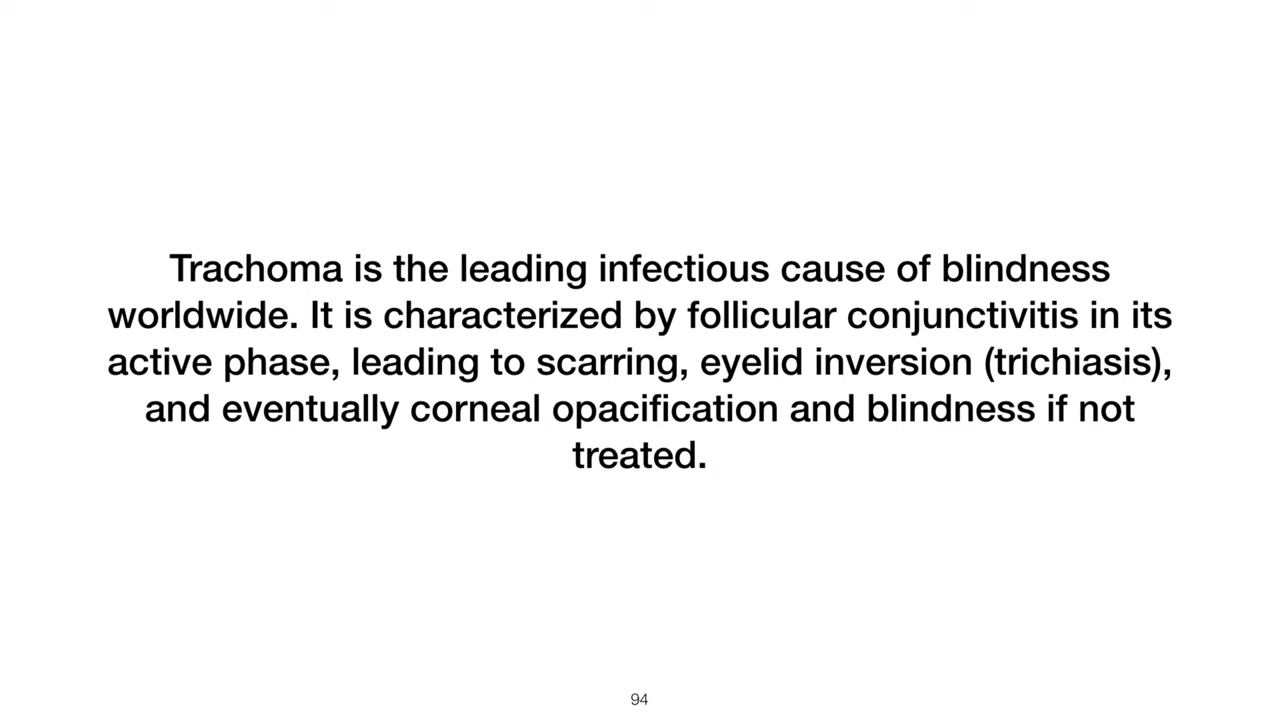 Trachoma is the leading infectious cause of blindness
worldwide. It is characterized by follicular conjunctivitis in its
active phase, leading to scarring, eyelid inversion (trichiasis),
and eventually corneal opacification and blindness if not
treated.
94